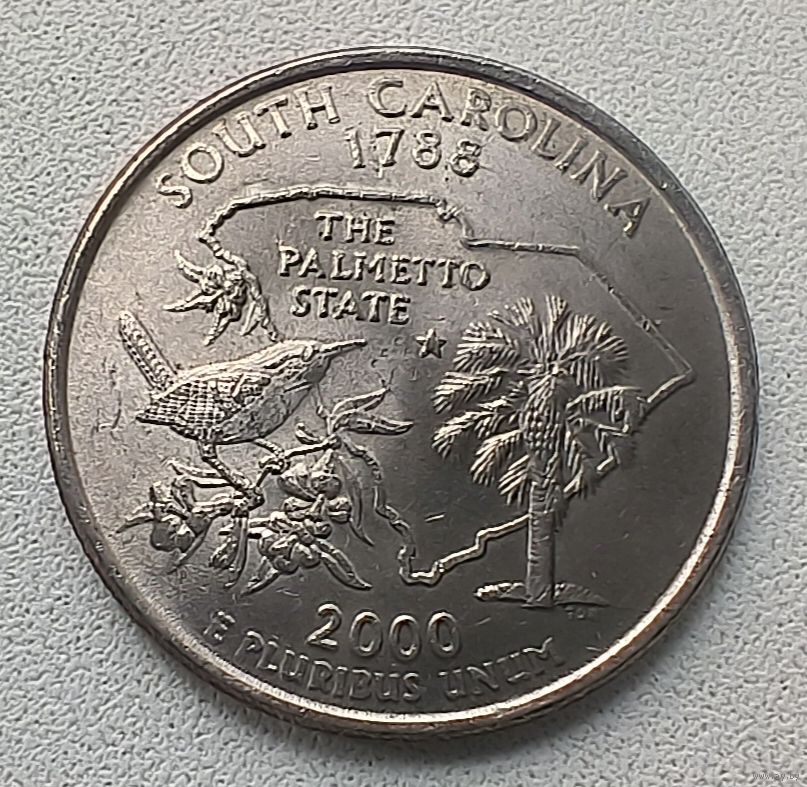 SOUTH CAROLINA
1788
THE
PALMETTO
STATE
2000
E PLURIBUS UNUM